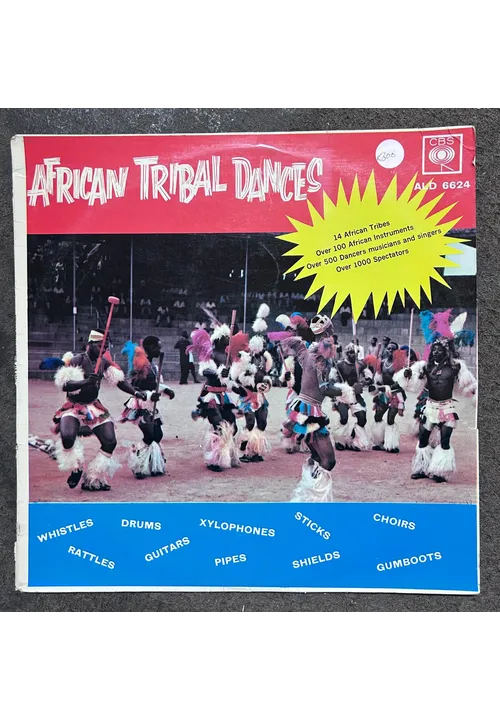 CBS
AFRICAN TRIBAL DANCES
ALD 6624
14 African Tribes
Over 100 African Instruments
Over 500 Dancers musicians and singers
Over 1000 Spectators
WHISTLES
DRUMS
XYLOPHONES
STICKS
CHOIRS
RATTLES
GUITARS
PIPES
SHIELDS
GUMBOOTS